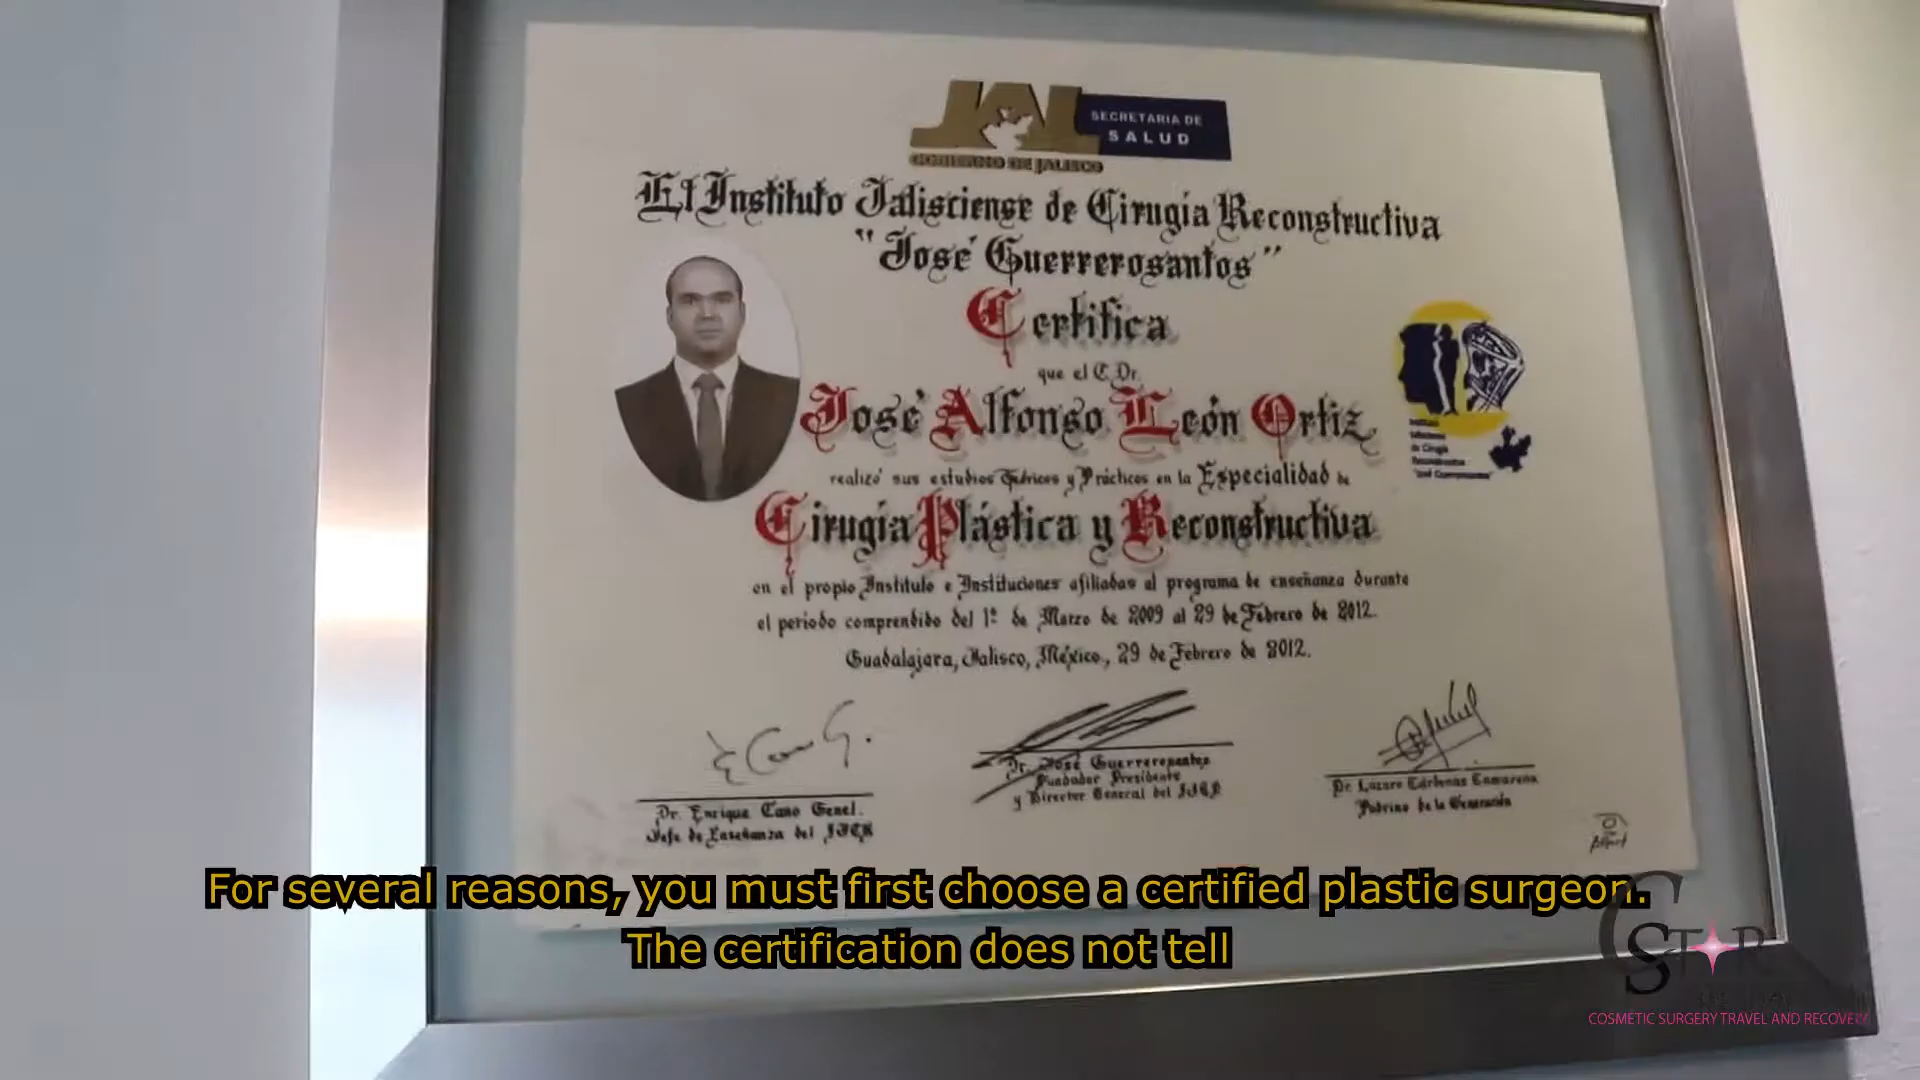 JAL
SECRETARIA DE
SALUD
GOBIERNO DE JALISCO
El Instituto Jalisciense de Cirugía Reconstructiva
"José Guerrerosantos"
Certifica
que el C. Dr.
José Alfonso León Ortiz
realizó sus estudios Teóricos y Prácticos en la Especialidad de
Cirugía Plástica y Reconstructiva
en el propio Instituto e Instituciones afiliadas al programa de enseñanza durante
el periodo comprendido del 1º de Marzo de 2009 al 29 de Febrero de 2012.
Guadalajara, Jalisco, México, 29 de Febrero de 2012.
Dr. Enrique Cano Genel.
Jefe de Enseñanza del IJCR
Dr. José Guerrerosantos
Fundador Presidente
y Director General del IJCR
Dr. Lázaro Cárdenas Camarena
Padrino de la Generación
For several reasons, you must first choose a certified plastic surgeon.
The certification does not tell
CSTAR
COSMETIC SURGERY TRAVEL AND RECOVERY